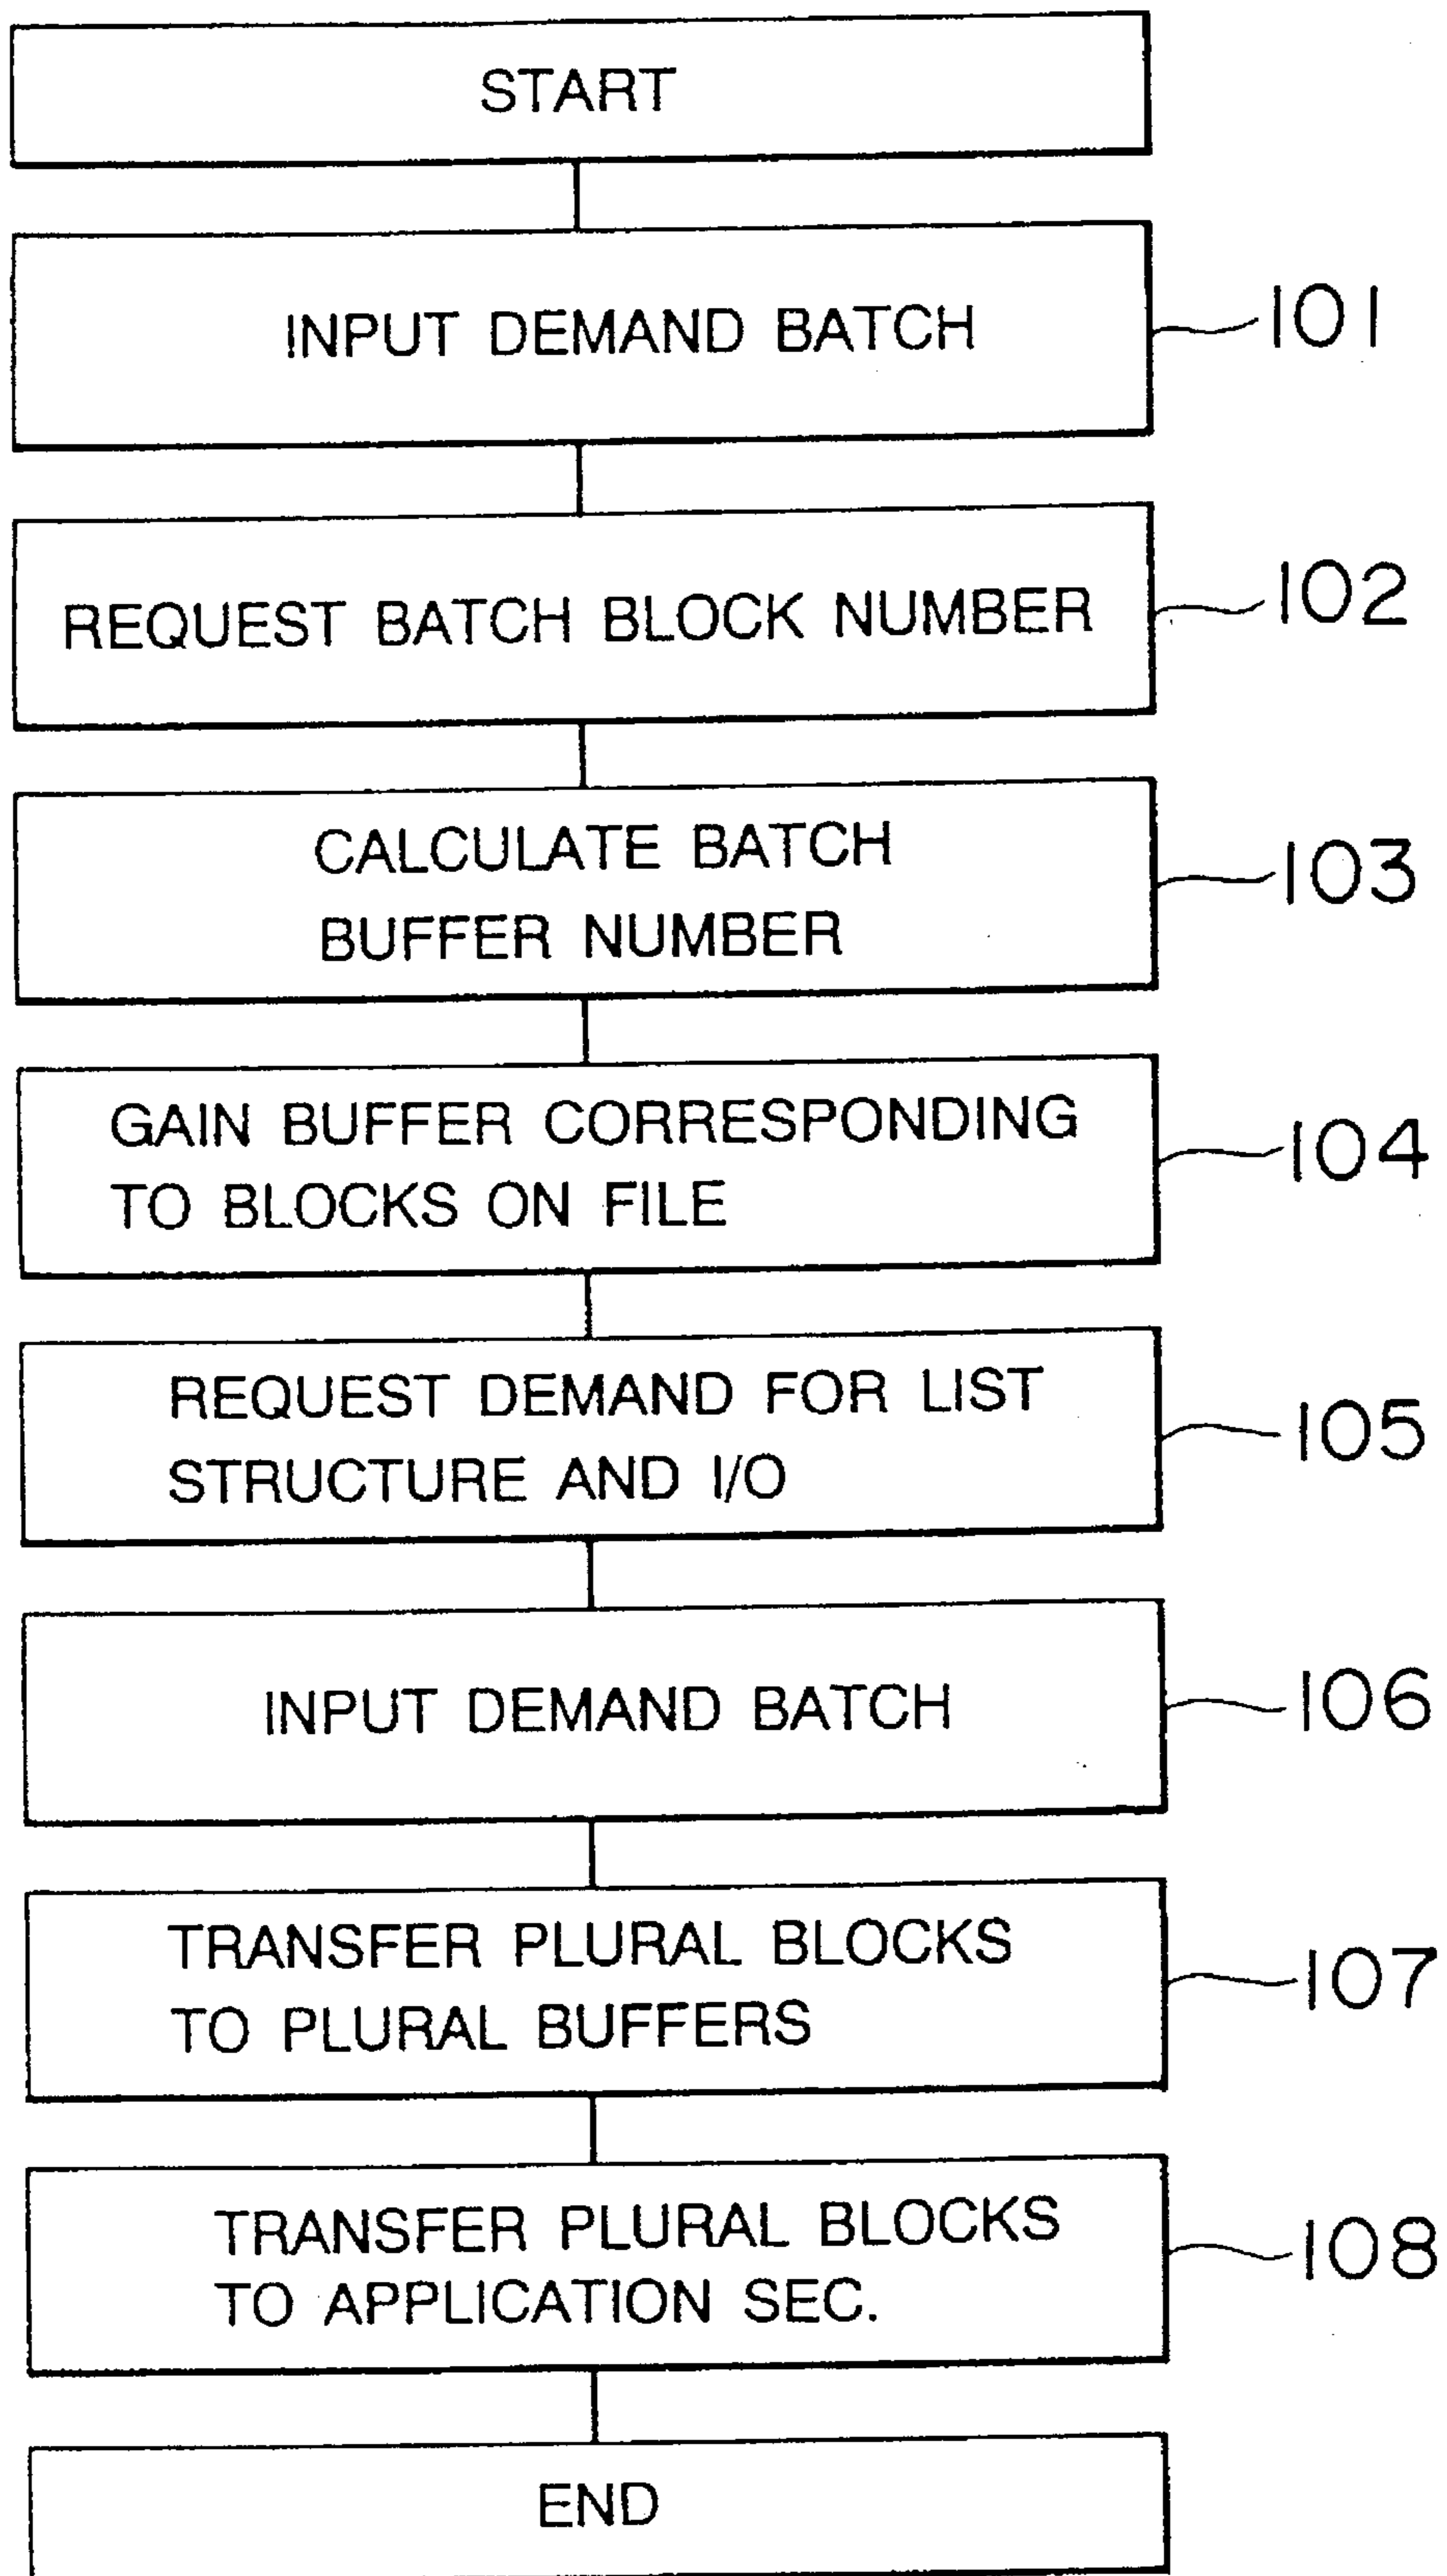 START
INPUT DEMAND BATCH
101
REQUEST BATCH BLOCK NUMBER
102
CALCULATE BATCH
BUFFER NUMBER
103
GAIN BUFFER CORRESPONDING
TO BLOCKS ON FILE
104
REQUEST DEMAND FOR LIST
STRUCTURE AND I/O
105
INPUT DEMAND BATCH
106
TRANSFER PLURAL BLOCKS
TO PLURAL BUFFERS
107
TRANSFER PLURAL BLOCKS
TO APPLICATION SEC.
108
END